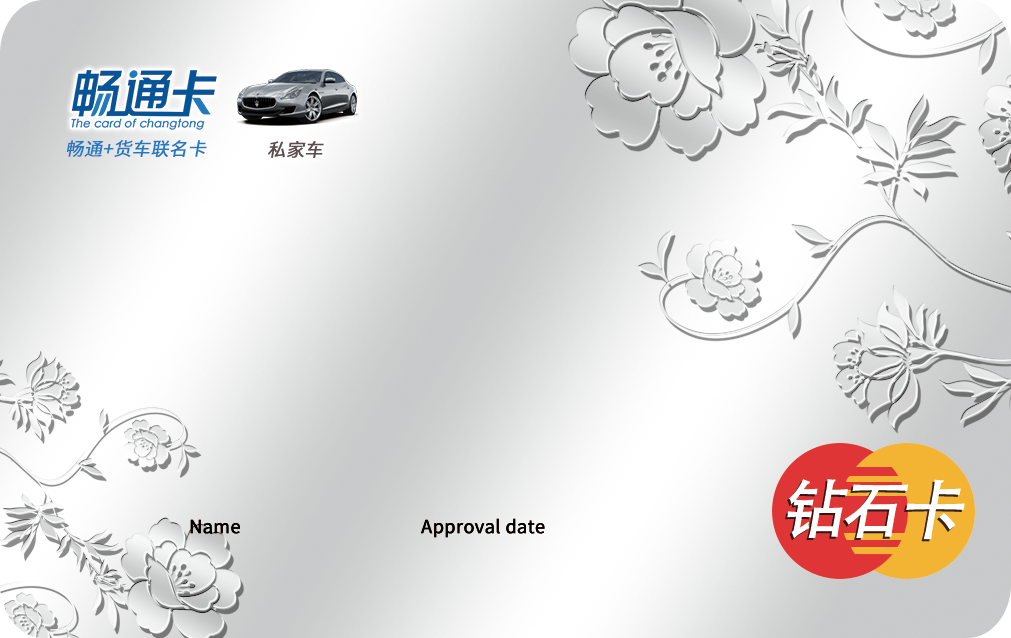 畅通卡
The card of changtong
畅通+货车联名卡
私家车
Name
Approval date
钻石卡